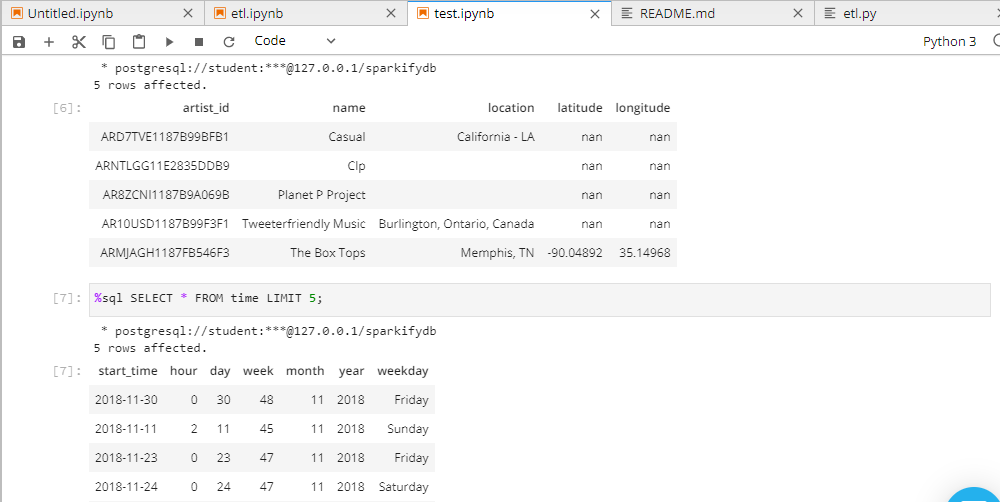 Untitled.ipynb etl.ipynb test.ipynb README.md etl.py
Code Python 3
* postgresql://student:***@127.0.0.1/sparkifydb
5 rows affected.
[6]: artist_id name location latitude longitude
ARD7TVE1187B99BFB1 Casual California - LA nan nan
ARNTLGG11E2835DDB9 Clp nan nan
AR8ZCNI1187B9A069B Planet P Project nan nan
AR10USD1187B99F3F1 Tweeterfriendly Music Burlington, Ontario, Canada nan nan
ARMJAGH1187FB546F3 The Box Tops Memphis, TN -90.04892 35.14968
[7]: %sql SELECT * FROM time LIMIT 5;
* postgresql://student:***@127.0.0.1/sparkifydb
5 rows affected.
[7]: start_time hour day week month year weekday
2018-11-30 0 30 48 11 2018 Friday
2018-11-11 2 11 45 11 2018 Sunday
2018-11-23 0 23 47 11 2018 Friday
2018-11-24 0 24 47 11 2018 Saturday